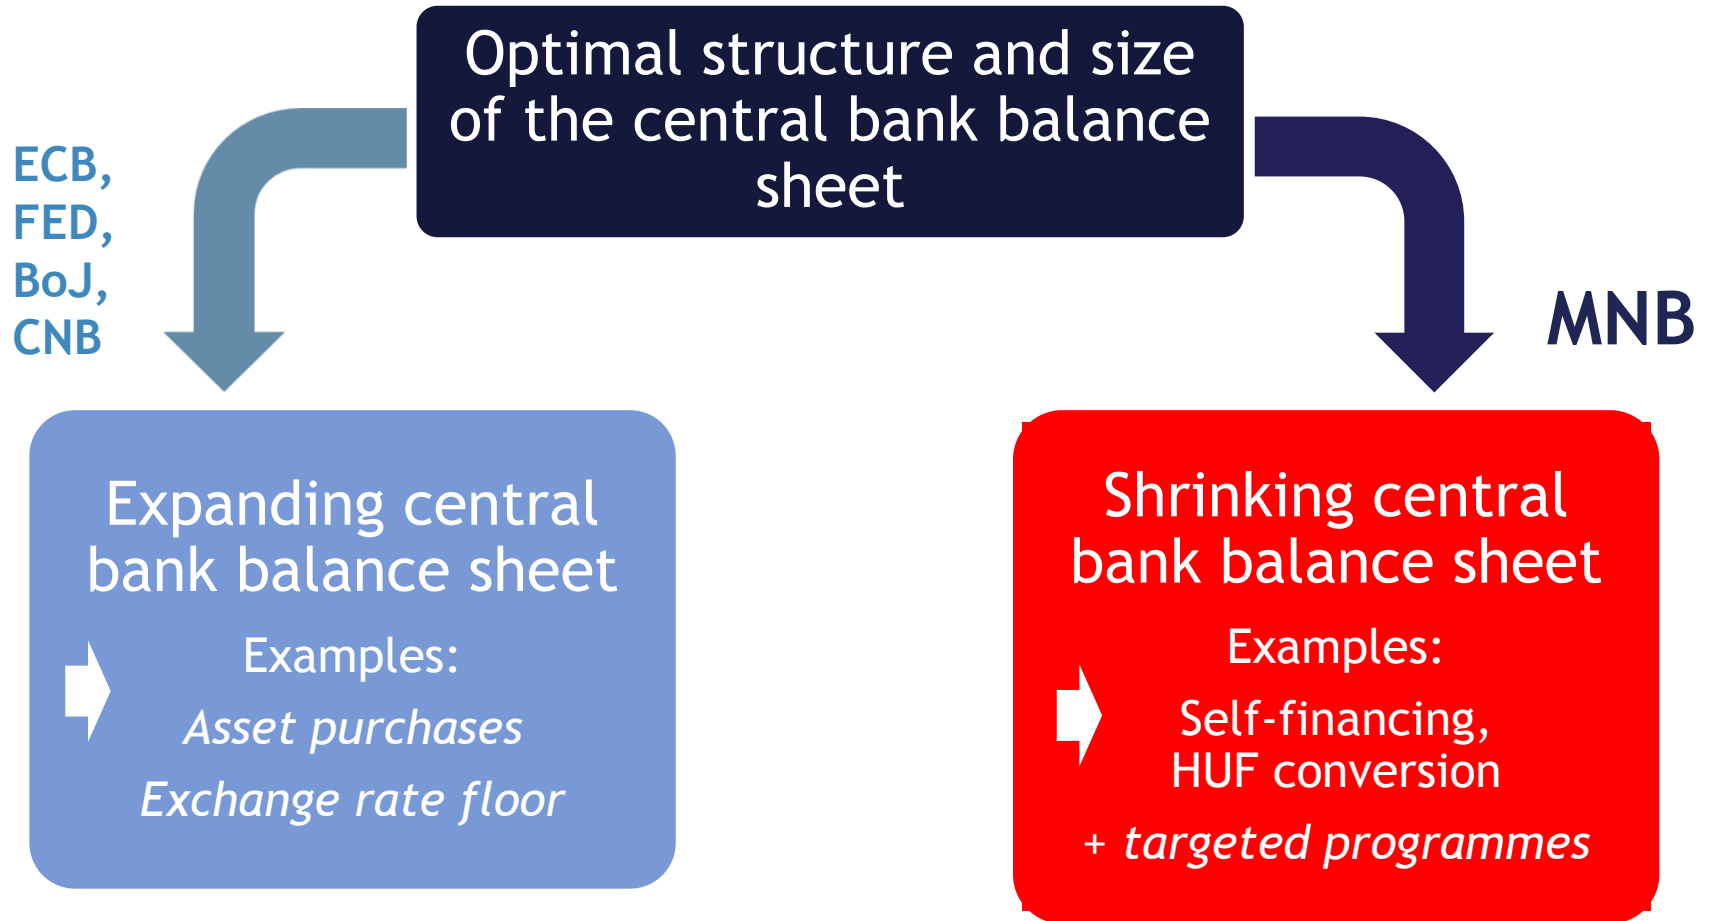 Optimal structure and size
of the central bank balance
sheet
ECB,
FED,
BoJ,
CNB
MNB
Expanding central
bank balance sheet
Examples:
Asset purchases
Exchange rate floor
Shrinking central
bank balance sheet
Examples:
Self-financing,
HUF conversion
+ targeted programmes